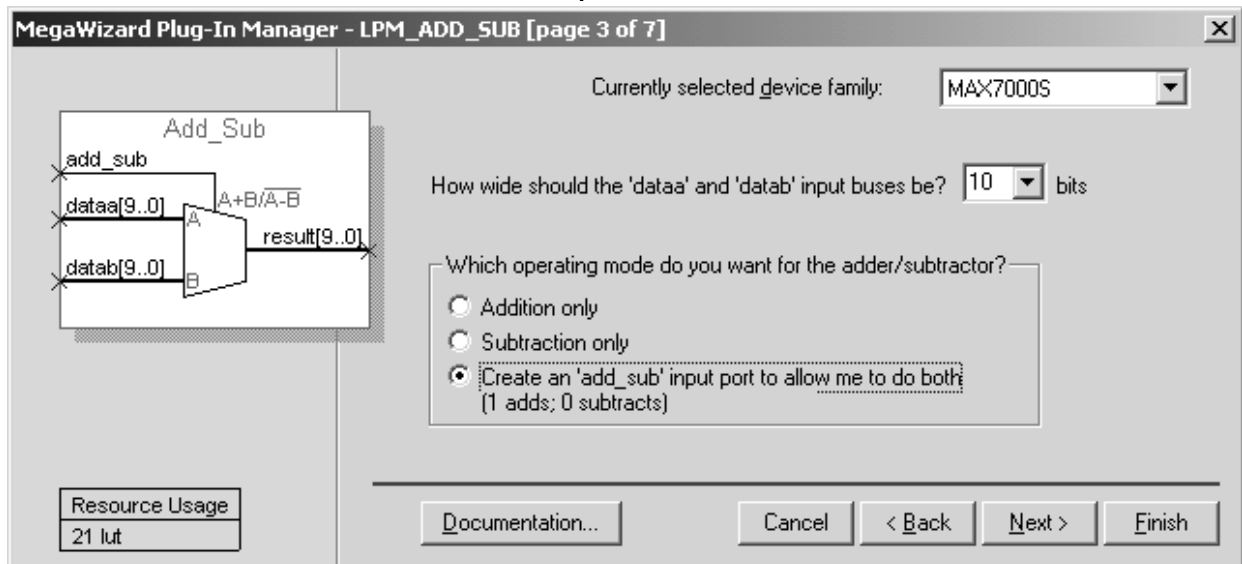 MegaWizard Plug-In Manager - LPM_ADD_SUB [page 3 of 7]
Currently selected device family: MAX7000S
Add_Sub
add_sub
A+B/A-B
dataa[9..0]
A
result[9..0]
datab[9..0]
B
How wide should the 'dataa' and 'datab' input buses be? 10 bits
Which operating mode do you want for the adder/subtractor?
Addition only
Subtraction only
Create an 'add_sub' input port to allow me to do both
(1 adds; 0 subtracts)
Resource Usage
21 lut
Documentation... Cancel < Back Next > Finish